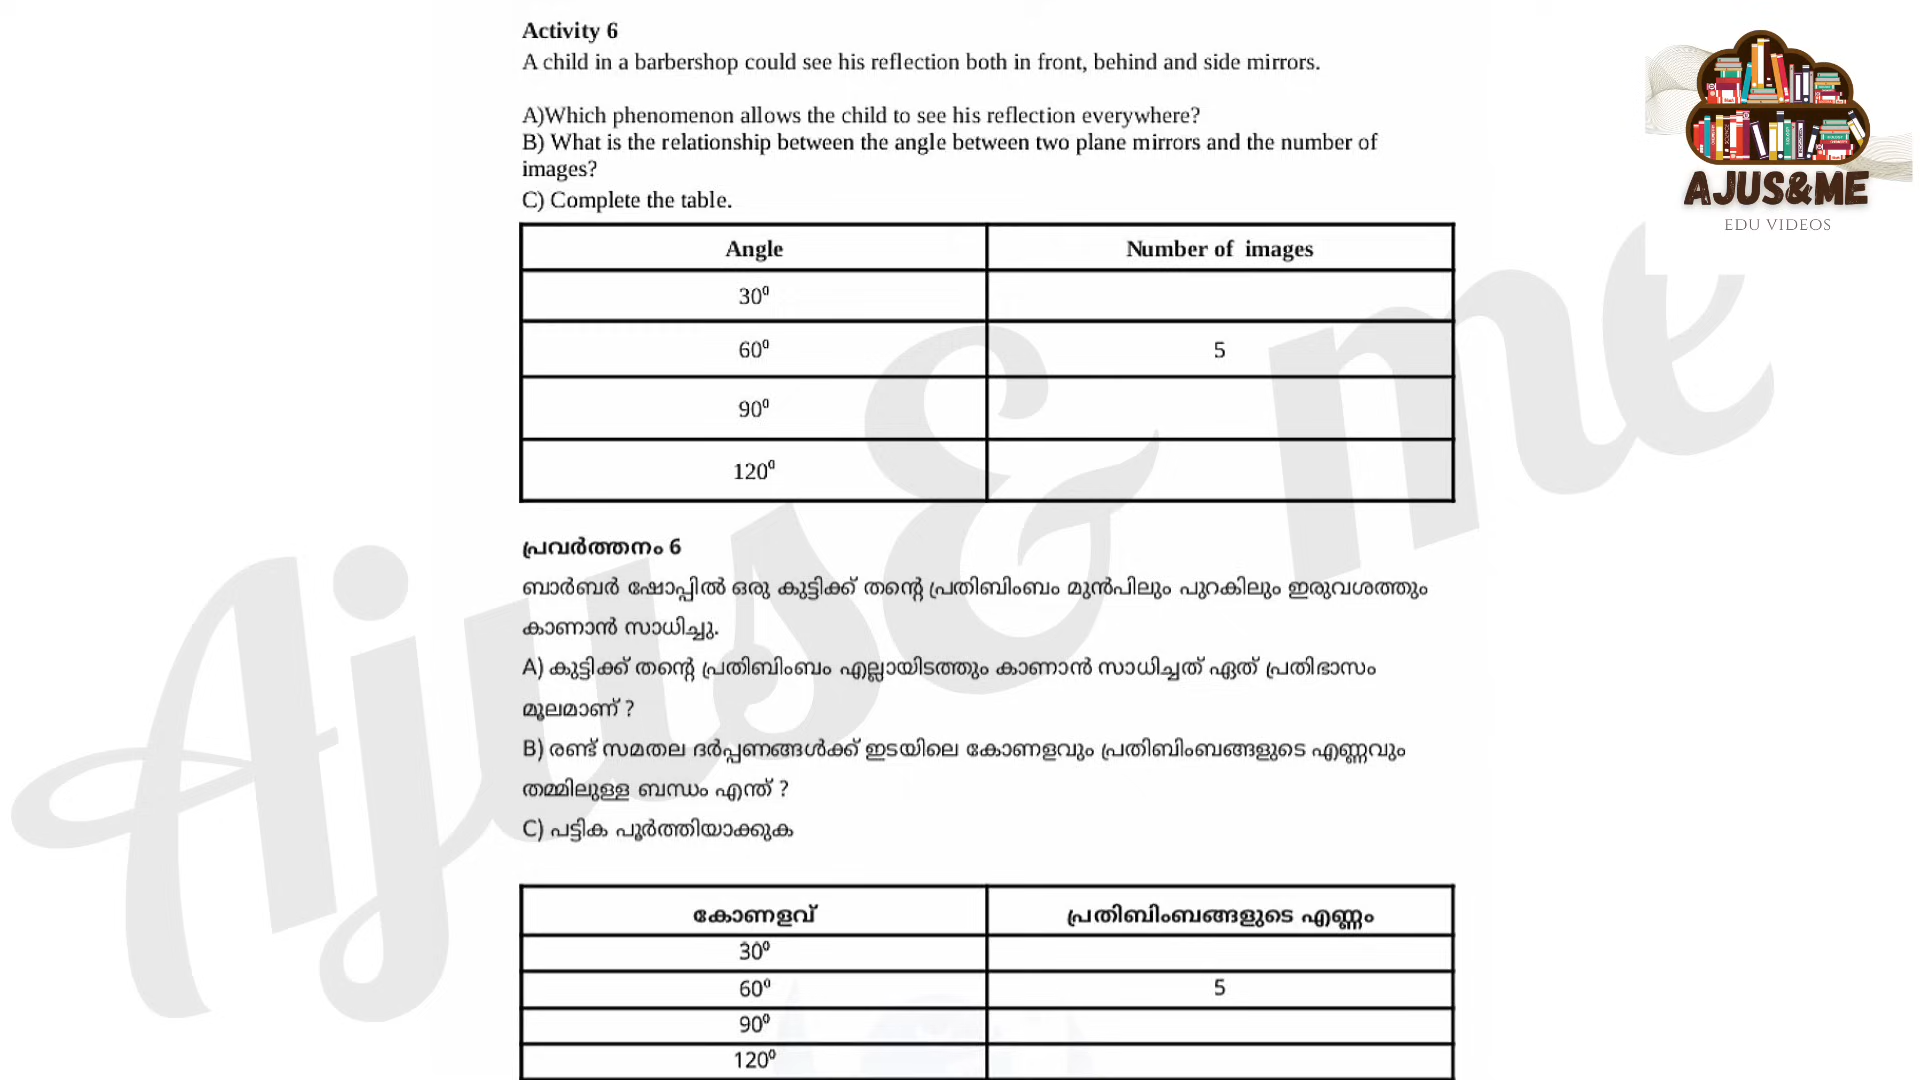 Activity 6
A child in a barbershop could see his reflection both in front, behind and side mirrors.
A)Which phenomenon allows the child to see his reflection everywhere?
B) What is the relationship between the angle between two plane mirrors and the number of
images?
C) Complete the table.
Angle Number of images
30⁰
60⁰ 5
90⁰
120⁰
പ്രവർത്തനം 6
ബാർബർ ഷോപ്പിൽ ഒരു കുട്ടിക്ക് തന്റെ പ്രതിബിംബം മുൻപിലും പുറകിലും ഇരുവശത്തും
കാണാൻ സാധിച്ചു.
A) കുട്ടിക്ക് തന്റെ പ്രതിബിംബം എല്ലായിടത്തും കാണാൻ സാധിച്ചത് ഏത് പ്രതിഭാസം
മൂലമാണ് ?
B) രണ്ട് സമതല ദർപ്പണങ്ങൾക്ക് ഇടയിലെ കോണളവും പ്രതിബിംബങ്ങളുടെ എണ്ണവും
തമ്മിലുള്ള ബന്ധം എന്ത് ?
C) പട്ടിക പൂർത്തിയാക്കുക
കോണളവ് പ്രതിബിംബങ്ങളുടെ എണ്ണം
30⁰
60⁰ 5
90⁰
120⁰
AJUS&ME
EDU VIDEOS
Ajus& me